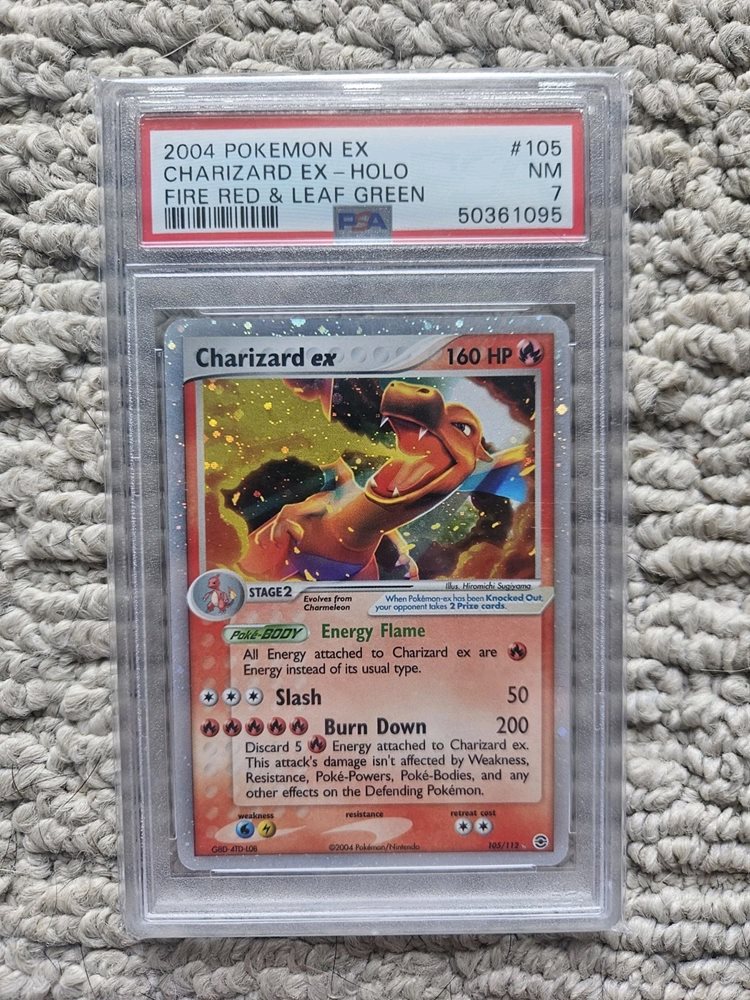 2004 POKEMON EX #105
CHARIZARD EX - HOLO NM
FIRE RED & LEAF GREEN 7
PSA 50361095
Charizard ex 160 HP
Illus. Hiromichi Sugiyama
STAGE2
Evolves from
Charmeleon
When Pokémon-ex has been Knocked Out,
your opponent takes 2 Prize cards.
Poké-BODY Energy Flame
All Energy attached to Charizard ex are
Energy instead of its usual type.
Slash 50
Burn Down 200
Discard 5 Energy attached to Charizard ex.
This attack's damage isn't affected by Weakness,
Resistance, Poké-Powers, Poké-Bodies, and any
other effects on the Defending Pokémon.
weakness resistance retreat cost
G8D-4TD-L08 ©2004 Pokémon/Nintendo 105/112